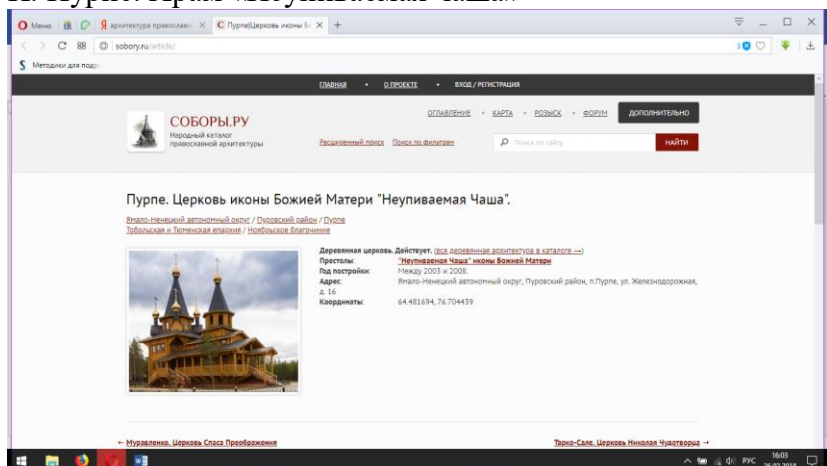 П. Пурпе. Храм «Неупиваемая чаша»
Меню
архитектура православн
Пурпе|Церковь иконы Б
sobory.ru/article/
Методики для подр
ГЛАВНАЯ • О ПРОЕКТЕ • ВХОД / РЕГИСТРАЦИЯ
СОБОРЫ.РУ
Народный каталог
православной архитектуры
ОГЛАВЛЕНИЕ • КАРТА • РОЗЫСК • ФОРУМ
ДОПОЛНИТЕЛЬНО
Расширенный поиск Поиск по фильтрам
Поиск по сайту
НАЙТИ
Пурпе. Церковь иконы Божией Матери "Неупиваемая Чаша".
Ямало-Ненецкий автономный округ / Пуровский район / Пурпе
Тобольская и Тюменская епархия / Ноябрьское благочиние
Деревянная церковь. Действует. (вся деревянная архитектура в каталоге →)
Престолы: "Неупиваемая Чаша" иконы Божией Матери
Год постройки: Между 2003 и 2008.
Адрес: Ямало-Ненецкий автономный округ, Пуровский район, п.Пурпе, ул. Железнодорожная,
д. 16
Координаты: 64.481694, 76.704439
← Муравленко. Церковь Спаса Преображения
Тарко-Сале. Церковь Николая Чудотворца →
РУС
16:03